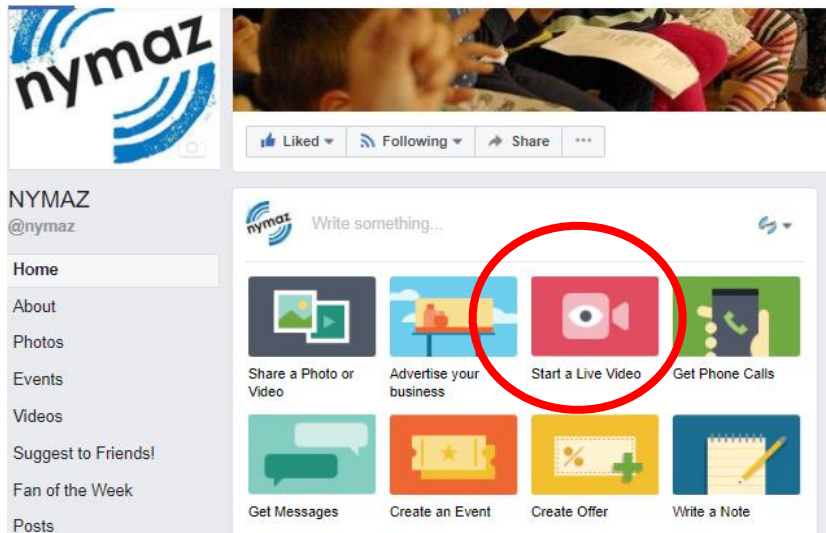 nymaz
Liked
Following
Share
NYMAZ
@nymaz
Home
About
Photos
Events
Videos
Suggest to Friends!
Fan of the Week
Posts
nymaz
Write something...
Share a Photo or
Video
Advertise your
business
Start a Live Video
Get Phone Calls
Get Messages
Create an Event
Create Offer
Write a Note